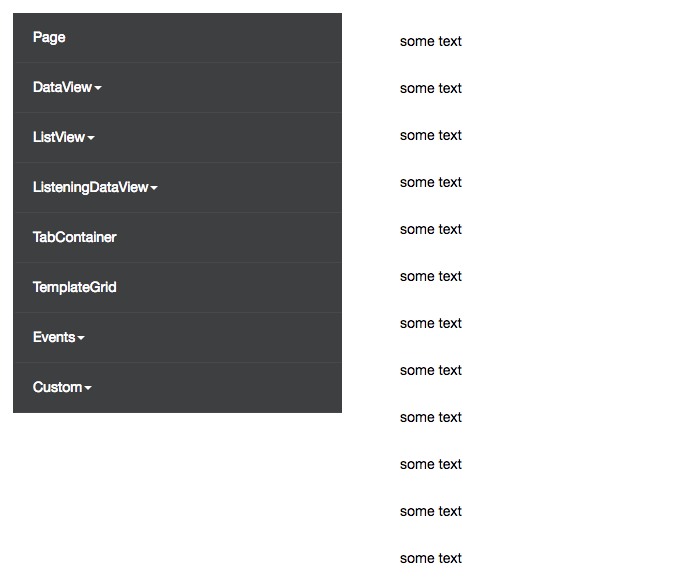 Page
DataView
ListView
ListeningDataView
TabContainer
TemplateGrid
Events
Custom
some text
some text
some text
some text
some text
some text
some text
some text
some text
some text
some text
some text